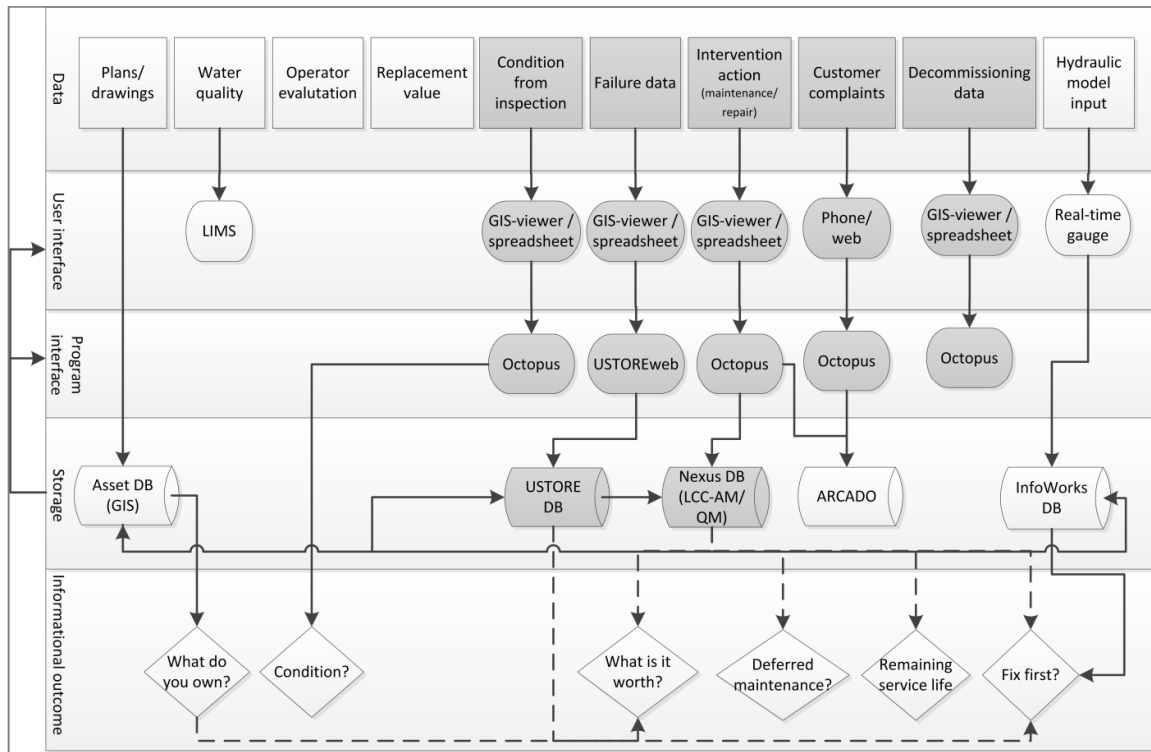 Data
Plans/
drawings
Water
quality
Operator
evalutation
Replacement
value
Condition
from
inspection
Failure data
Intervention
action
(maintenance/
repair)
Customer
complaints
Decommissioning
data
Hydraulic
model
input
User interface
LIMS
GIS-viewer /
spreadsheet
GIS-viewer /
spreadsheet
GIS-viewer /
spreadsheet
Phone/
web
GIS-viewer /
spreadsheet
Real-time
gauge
Program
interface
Octopus
USTOREweb
Octopus
Octopus
Octopus
Storage
Asset DB
(GIS)
USTORE
DB
Nexus DB
(LCC-AM/
QM)
ARCADO
InfoWorks
DB
Informational outcome
What do
you own?
Condition?
What is it
worth?
Deferred
maintenance?
Remaining
service life
Fix first?